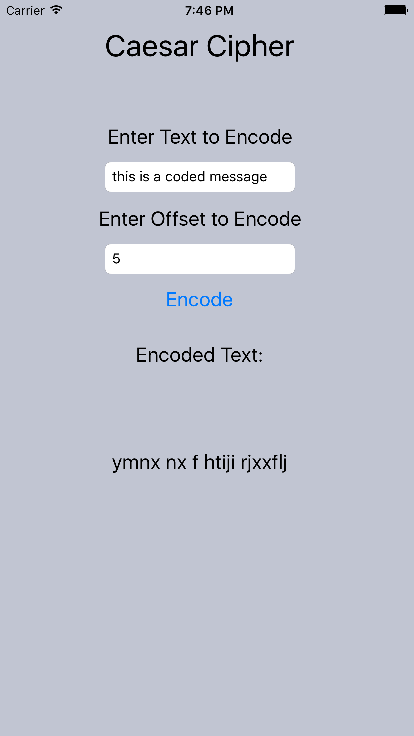 Carrier 7:46 PM
Caesar Cipher
Enter Text to Encode
this is a coded message
Enter Offset to Encode
5
Encode
Encoded Text:
ymnx nx f htiji rjxxflj